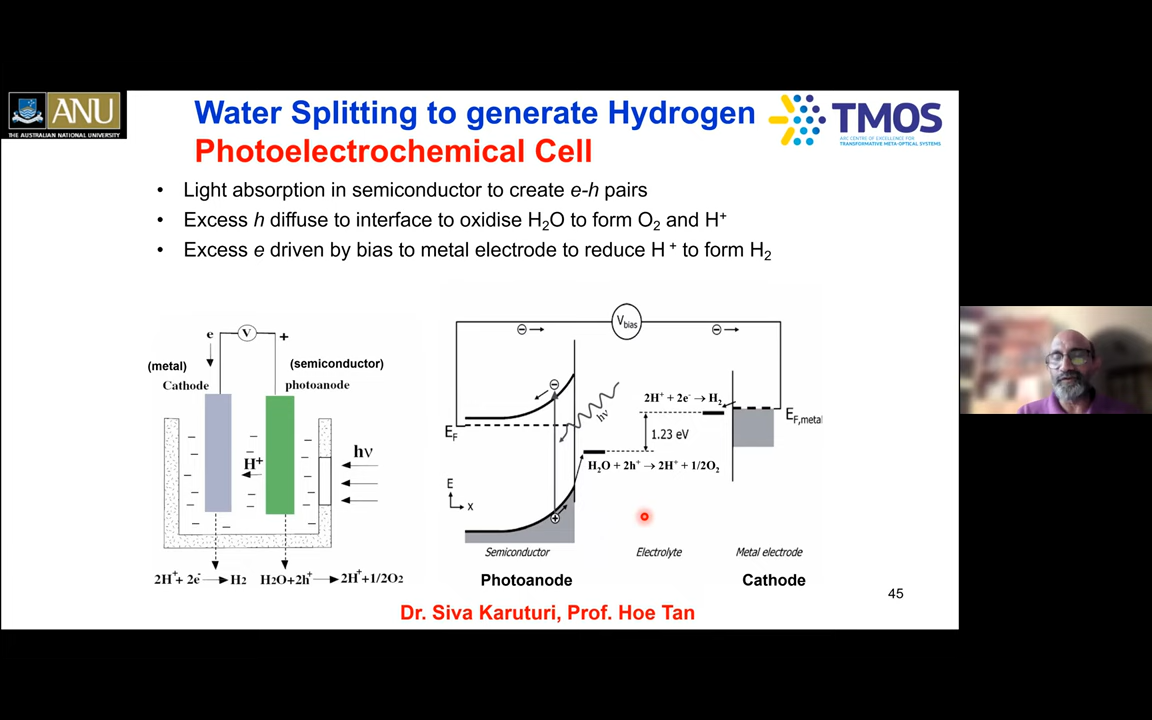 ANU
THE AUSTRALIAN NATIONAL UNIVERSITY
Water Splitting to generate Hydrogen
Photoelectrochemical Cell
TMOS
ARC CENTRE OF EXCELLENCE FOR
TRANSFORMATIVE META-OPTICAL SYSTEMS
• Light absorption in semiconductor to create e-h pairs
• Excess h diffuse to interface to oxidise H₂O to form O₂ and H⁺
• Excess e driven by bias to metal electrode to reduce H⁺ to form H₂
e V +
(metal) (semiconductor)
Cathode photoanode
H⁺ hν
2H⁺ + 2e⁻ → H₂ H₂O+2h⁺ → 2H⁺+1/2O₂
V bias
hν
2H⁺ + 2e⁻ → H₂
E F
E F,metal
1.23 eV
H₂O + 2h⁺ → 2H⁺ + 1/2O₂
E
x
Semiconductor Electrolyte Metal electrode
Photoanode Cathode
45
Dr. Siva Karuturi, Prof. Hoe Tan